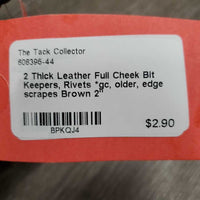 The Tack Collector
606396-44
2 Thick Leather Full Cheek Bit
Keepers, Rivets *gc, older, edge
scrapes Brown 2"
BPKQJ4
$2.90